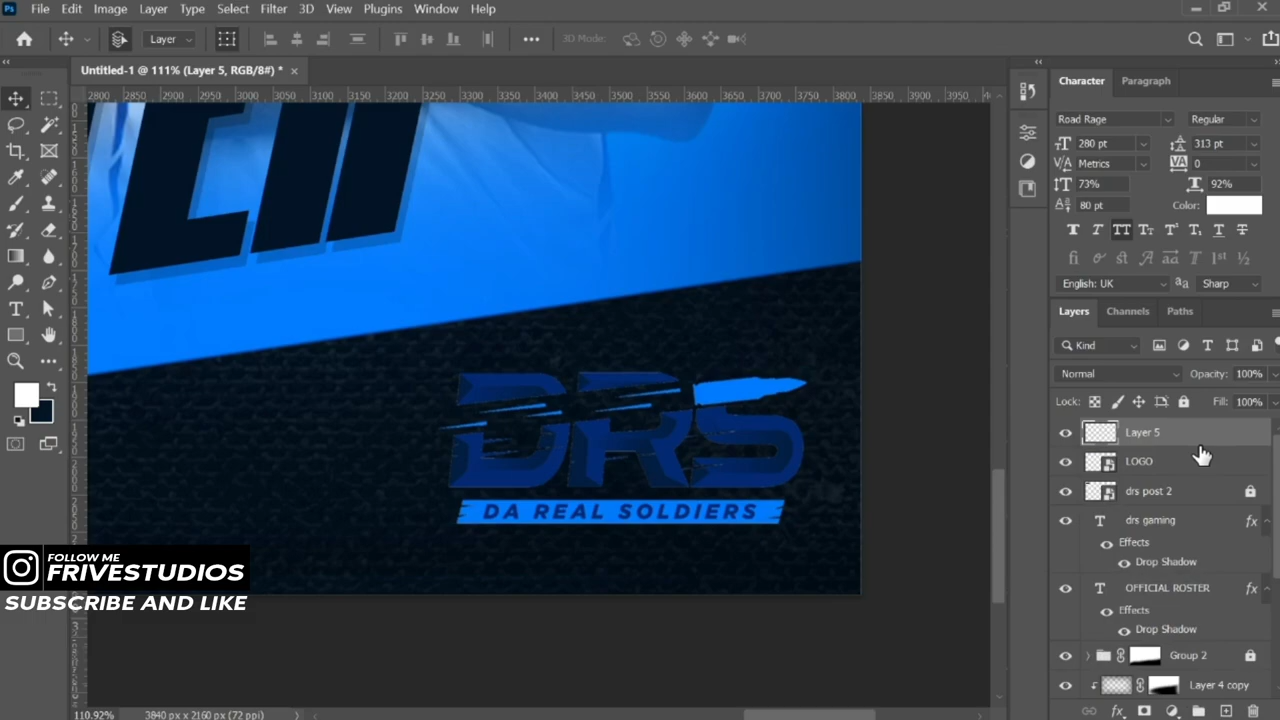 File Edit Image Layer Type Select Filter 3D View Plugins Window Help
Layer 3D Mode:
Untitled-1 @ 111% (Layer 5, RGB/8#) *
2800 2850 2900 2950 3000 3050 3100 3150 3200 3250 3300 3350 3400 3450 3500 3550 3600 3650 3700 3750 3800 3850 3900 3950
Character Paragraph
Road Rage Regular
280 pt 313 pt
Metrics 0
73% 92%
80 pt Color:
English: UK Sharp
Layers Channels Paths
Kind
Normal Opacity: 100%
Lock: Fill: 100%
Layer 5
LOGO
drs post 2
drs gaming fx
Effects
Drop Shadow
OFFICIAL ROSTER fx
Effects
Drop Shadow
Group 2
Layer 4 copy
DRS
DA REAL SOLDIERS
FOLLOW ME
FRIVESTUDIOS
SUBSCRIBE AND LIKE
110.92% 3840 px x 2160 px (72 ppi)